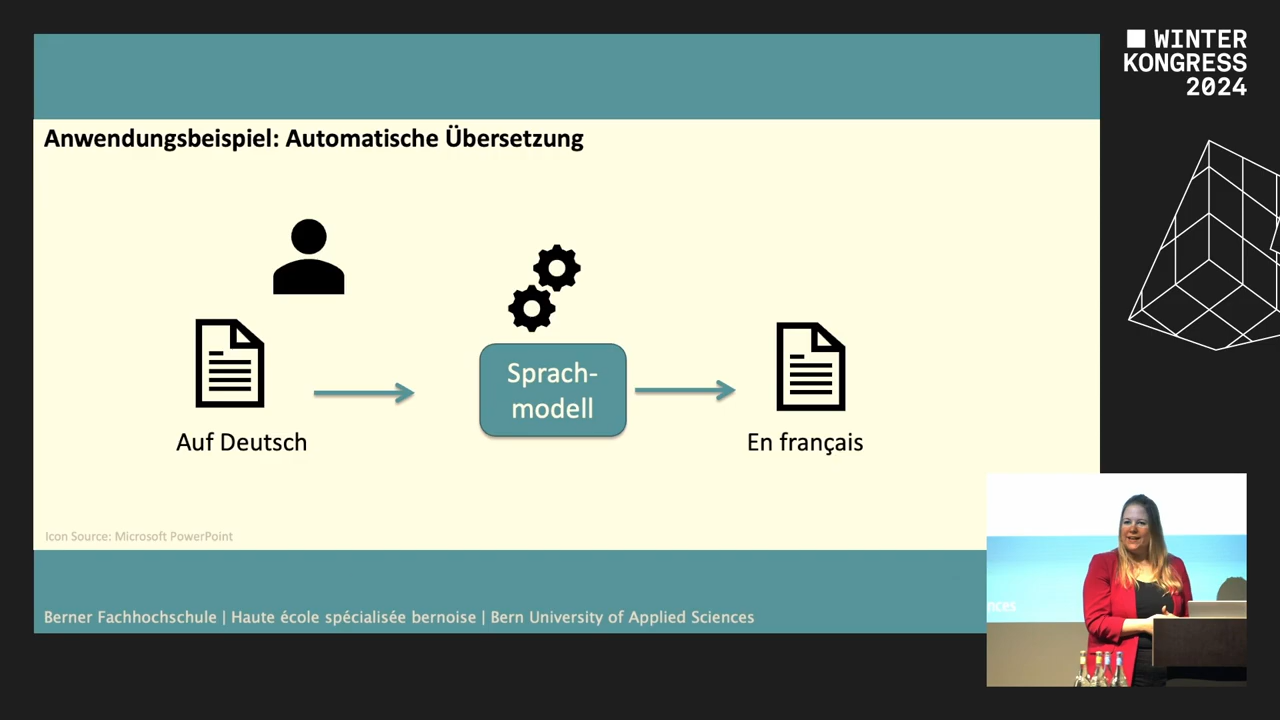 WINTER
KONGRESS
2024
Anwendungsbeispiel: Automatische Übersetzung
Sprach-
modell
Auf Deutsch
En français
Icon Source: Microsoft PowerPoint
Berner Fachhochschule | Haute école spécialisée bernoise | Bern University of Applied Sciences